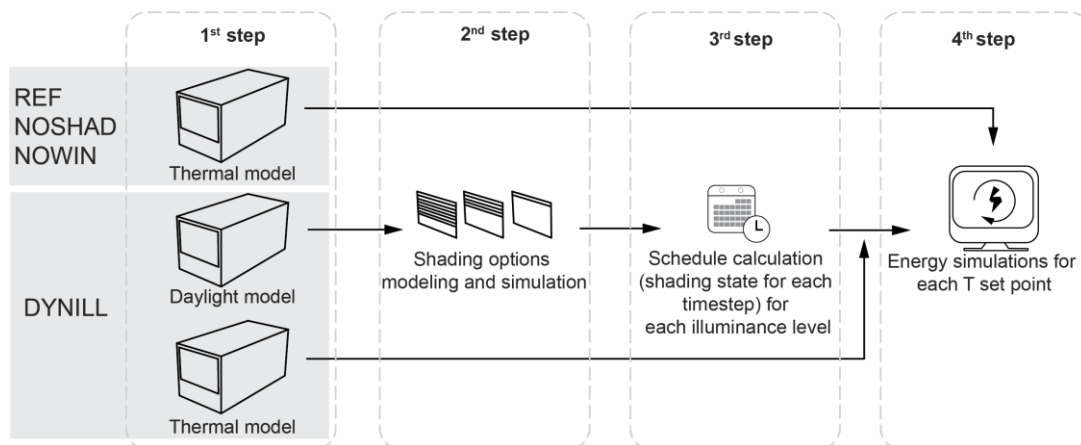 1st step
2nd step
3rd step
4th step
REF
NOSHAD
NOWIN
Thermal model
DYNILL
Daylight model
Thermal model
Shading options
modeling and simulation
Schedule calculation
(shading state for each
timestep) for
each illuminance level
Energy simulations for
each T set point